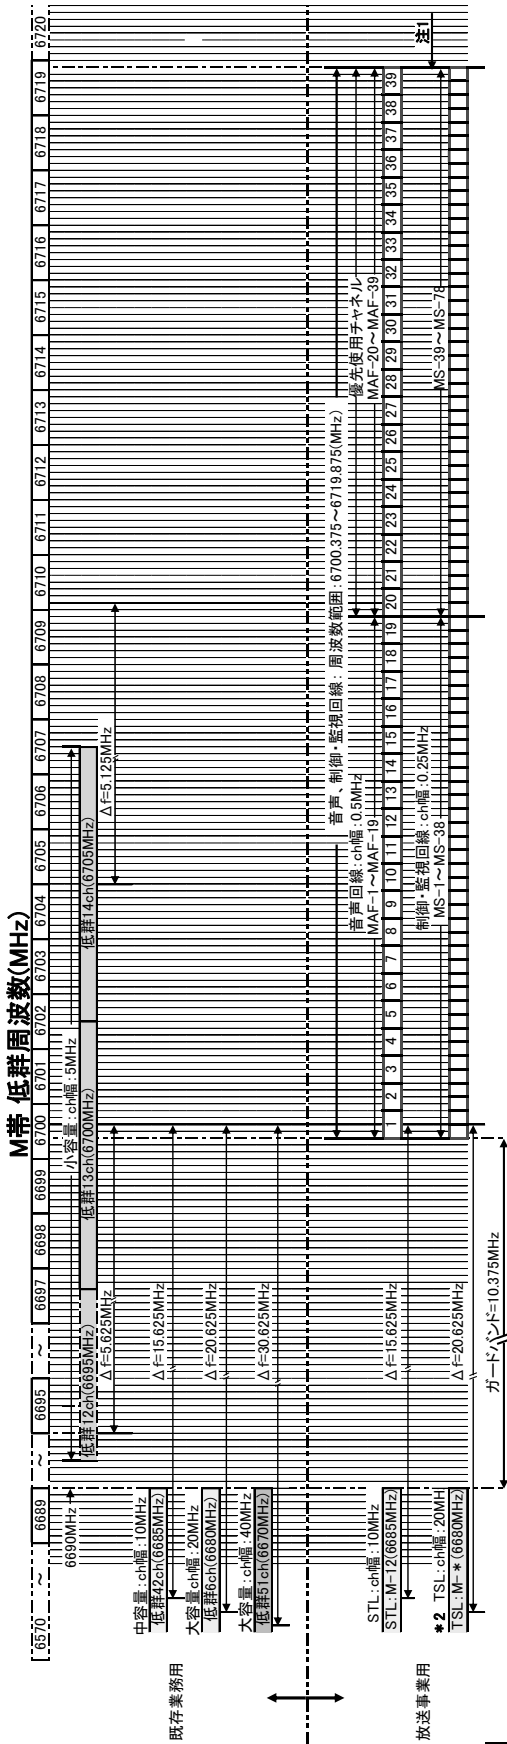 M帯 低群周波数(MHz)
6570 ～ 6689 ～ 6695 ～ 6697 6698 6699 6700 6701 6702 6703 6704 6705 6706 6707 6708 6709 6710 6711 6712 6713 6714 6715 6716 6717 6718 6719 6720
6690MHz
小容量:ch幅:5MHz
低群12ch(6695MHz) 低群13ch(6700MHz) 低群14ch(6705MHz)
Δf=5.625MHz Δf=5.125MHz
既存業務用
中容量:ch幅:10MHz
低群42ch(6685MHz)
Δf=15.625MHz
大容量ch幅:20MHz
低群6ch(6680MHz)
Δf=20.625MHz
大容量:ch幅:40MHz
低群51ch(6670MHz)
Δf=30.625MHz
放送事業用
音声、制御・監視回線:周波数範囲:6700.375～6719.875(MHz)
音声回線:ch幅:0.5MHz
優先使用チャネル
MAF-1～MAF-19
MAF-20～MAF-39
STL:ch幅:10MHz
STL:M-12(6685MHz)
Δf=15.625MHz
1 2 3 4 5 6 7 8 9 10 11 12 13 14 15 16 17 18 19 20 21 22 23 24 25 26 27 28 29 30 31 32 33 34 35 36 37 38 39
注1
制御・監視回線:ch幅:0.25MHz
MS-1～MS-38
MS-39～MS-78
*2 TSL:ch幅:20MH
TSL:M-*(6680MHz)
Δf=20.625MHz
ガードバンド=10.375MHz